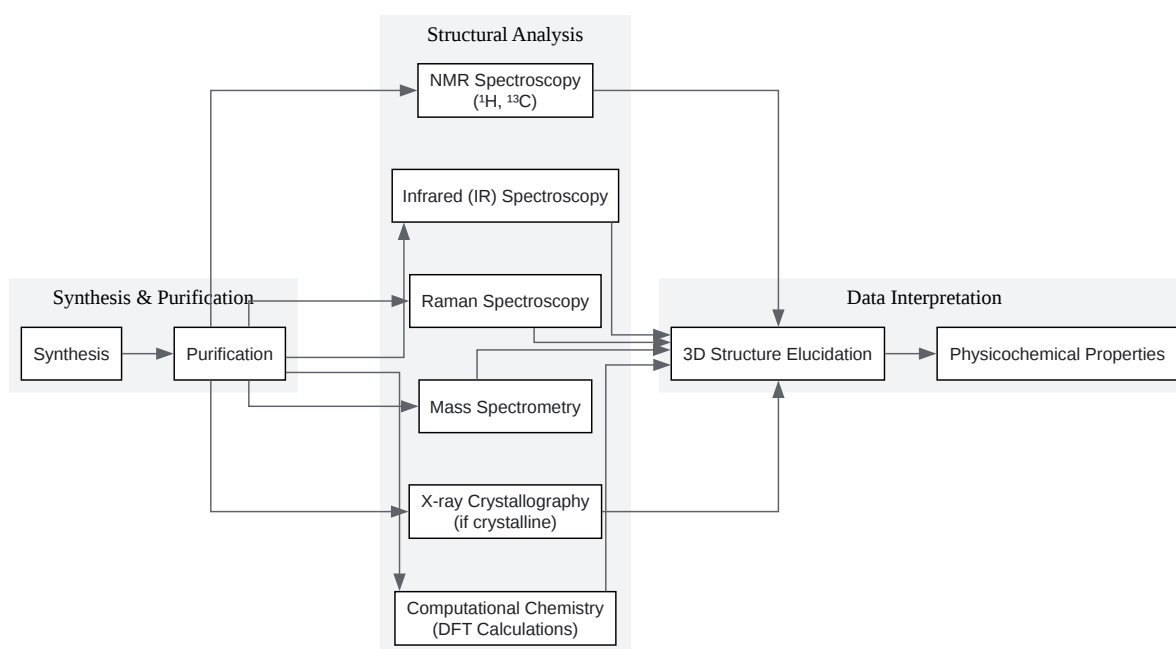 Structural Analysis
NMR Spectroscopy
(¹H, ¹³C)
Infrared (IR) Spectroscopy
Raman Spectroscopy
Mass Spectrometry
X-ray Crystallography
(if crystalline)
Computational Chemistry
(DFT Calculations)
Synthesis & Purification
Synthesis
Purification
Data Interpretation
3D Structure Elucidation
Physicochemical Properties